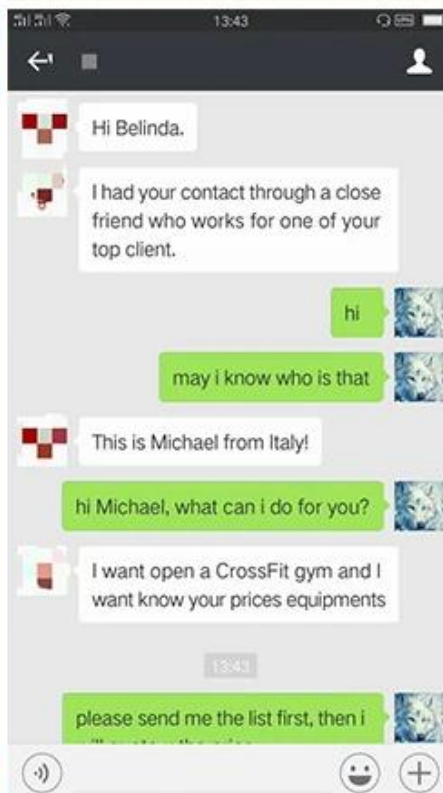 13:43
Hi Belinda.
I had your contact through a close
friend who works for one of your
top client.
hi
may i know who is that
This is Michael from Italy!
hi Michael, what can i do for you?
I want open a CrossFit gym and I
want know your prices equipments
13:43
please send me the list first, then i